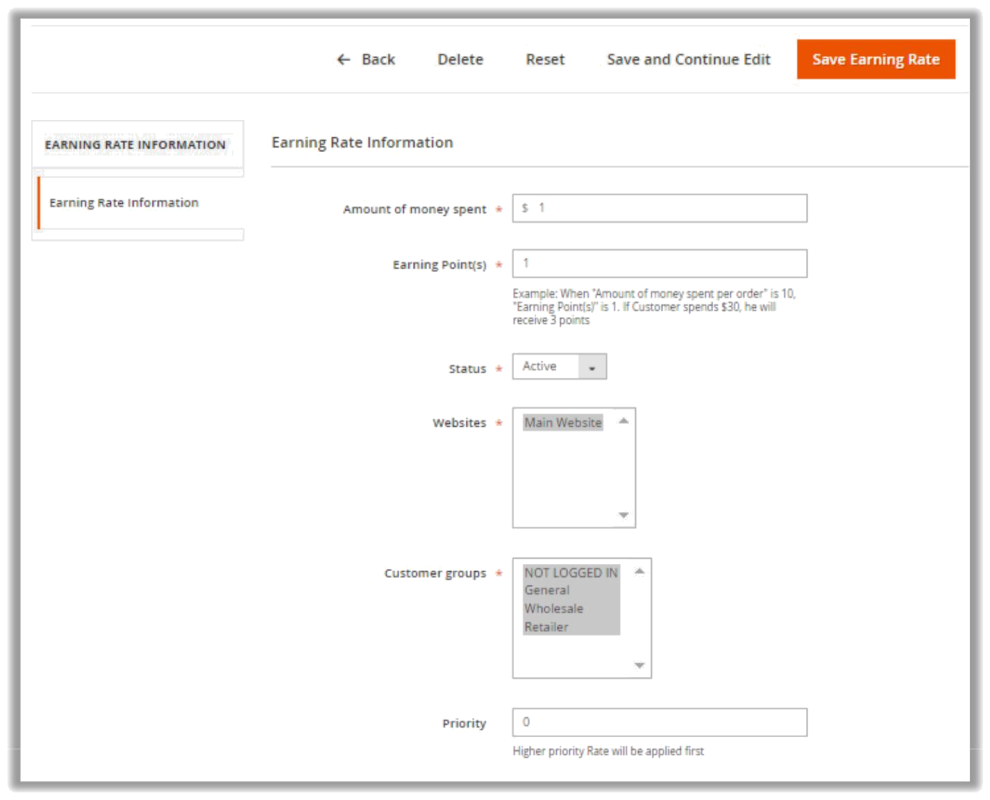 ← Back Delete Reset Save and Continue Edit Save Earning Rate
EARNING RATE INFORMATION
Earning Rate Information
Earning Rate Information
Amount of money spent * $ 1
Earning Point(s) * 1
Example: When "Amount of money spent per order" is 10,
"Earning Point(s)" is 1. If Customer spends $30, he will
receive 3 points
Status * Active
Websites * Main Website
Customer groups * NOT LOGGED IN
General
Wholesale
Retailer
Priority 0
Higher priority Rate will be applied first